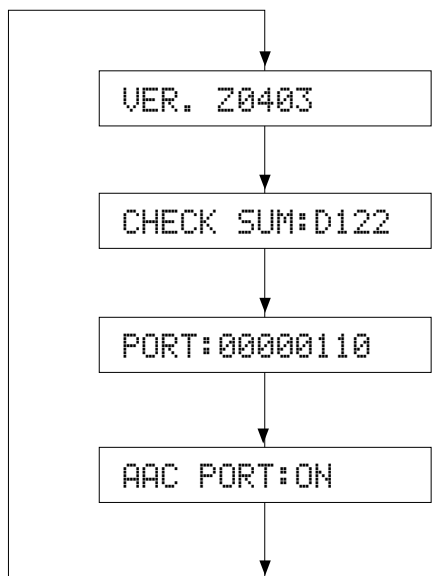 VER. Z0403
CHECK SUM:D122
PORT:00000110
AAC PORT:ON